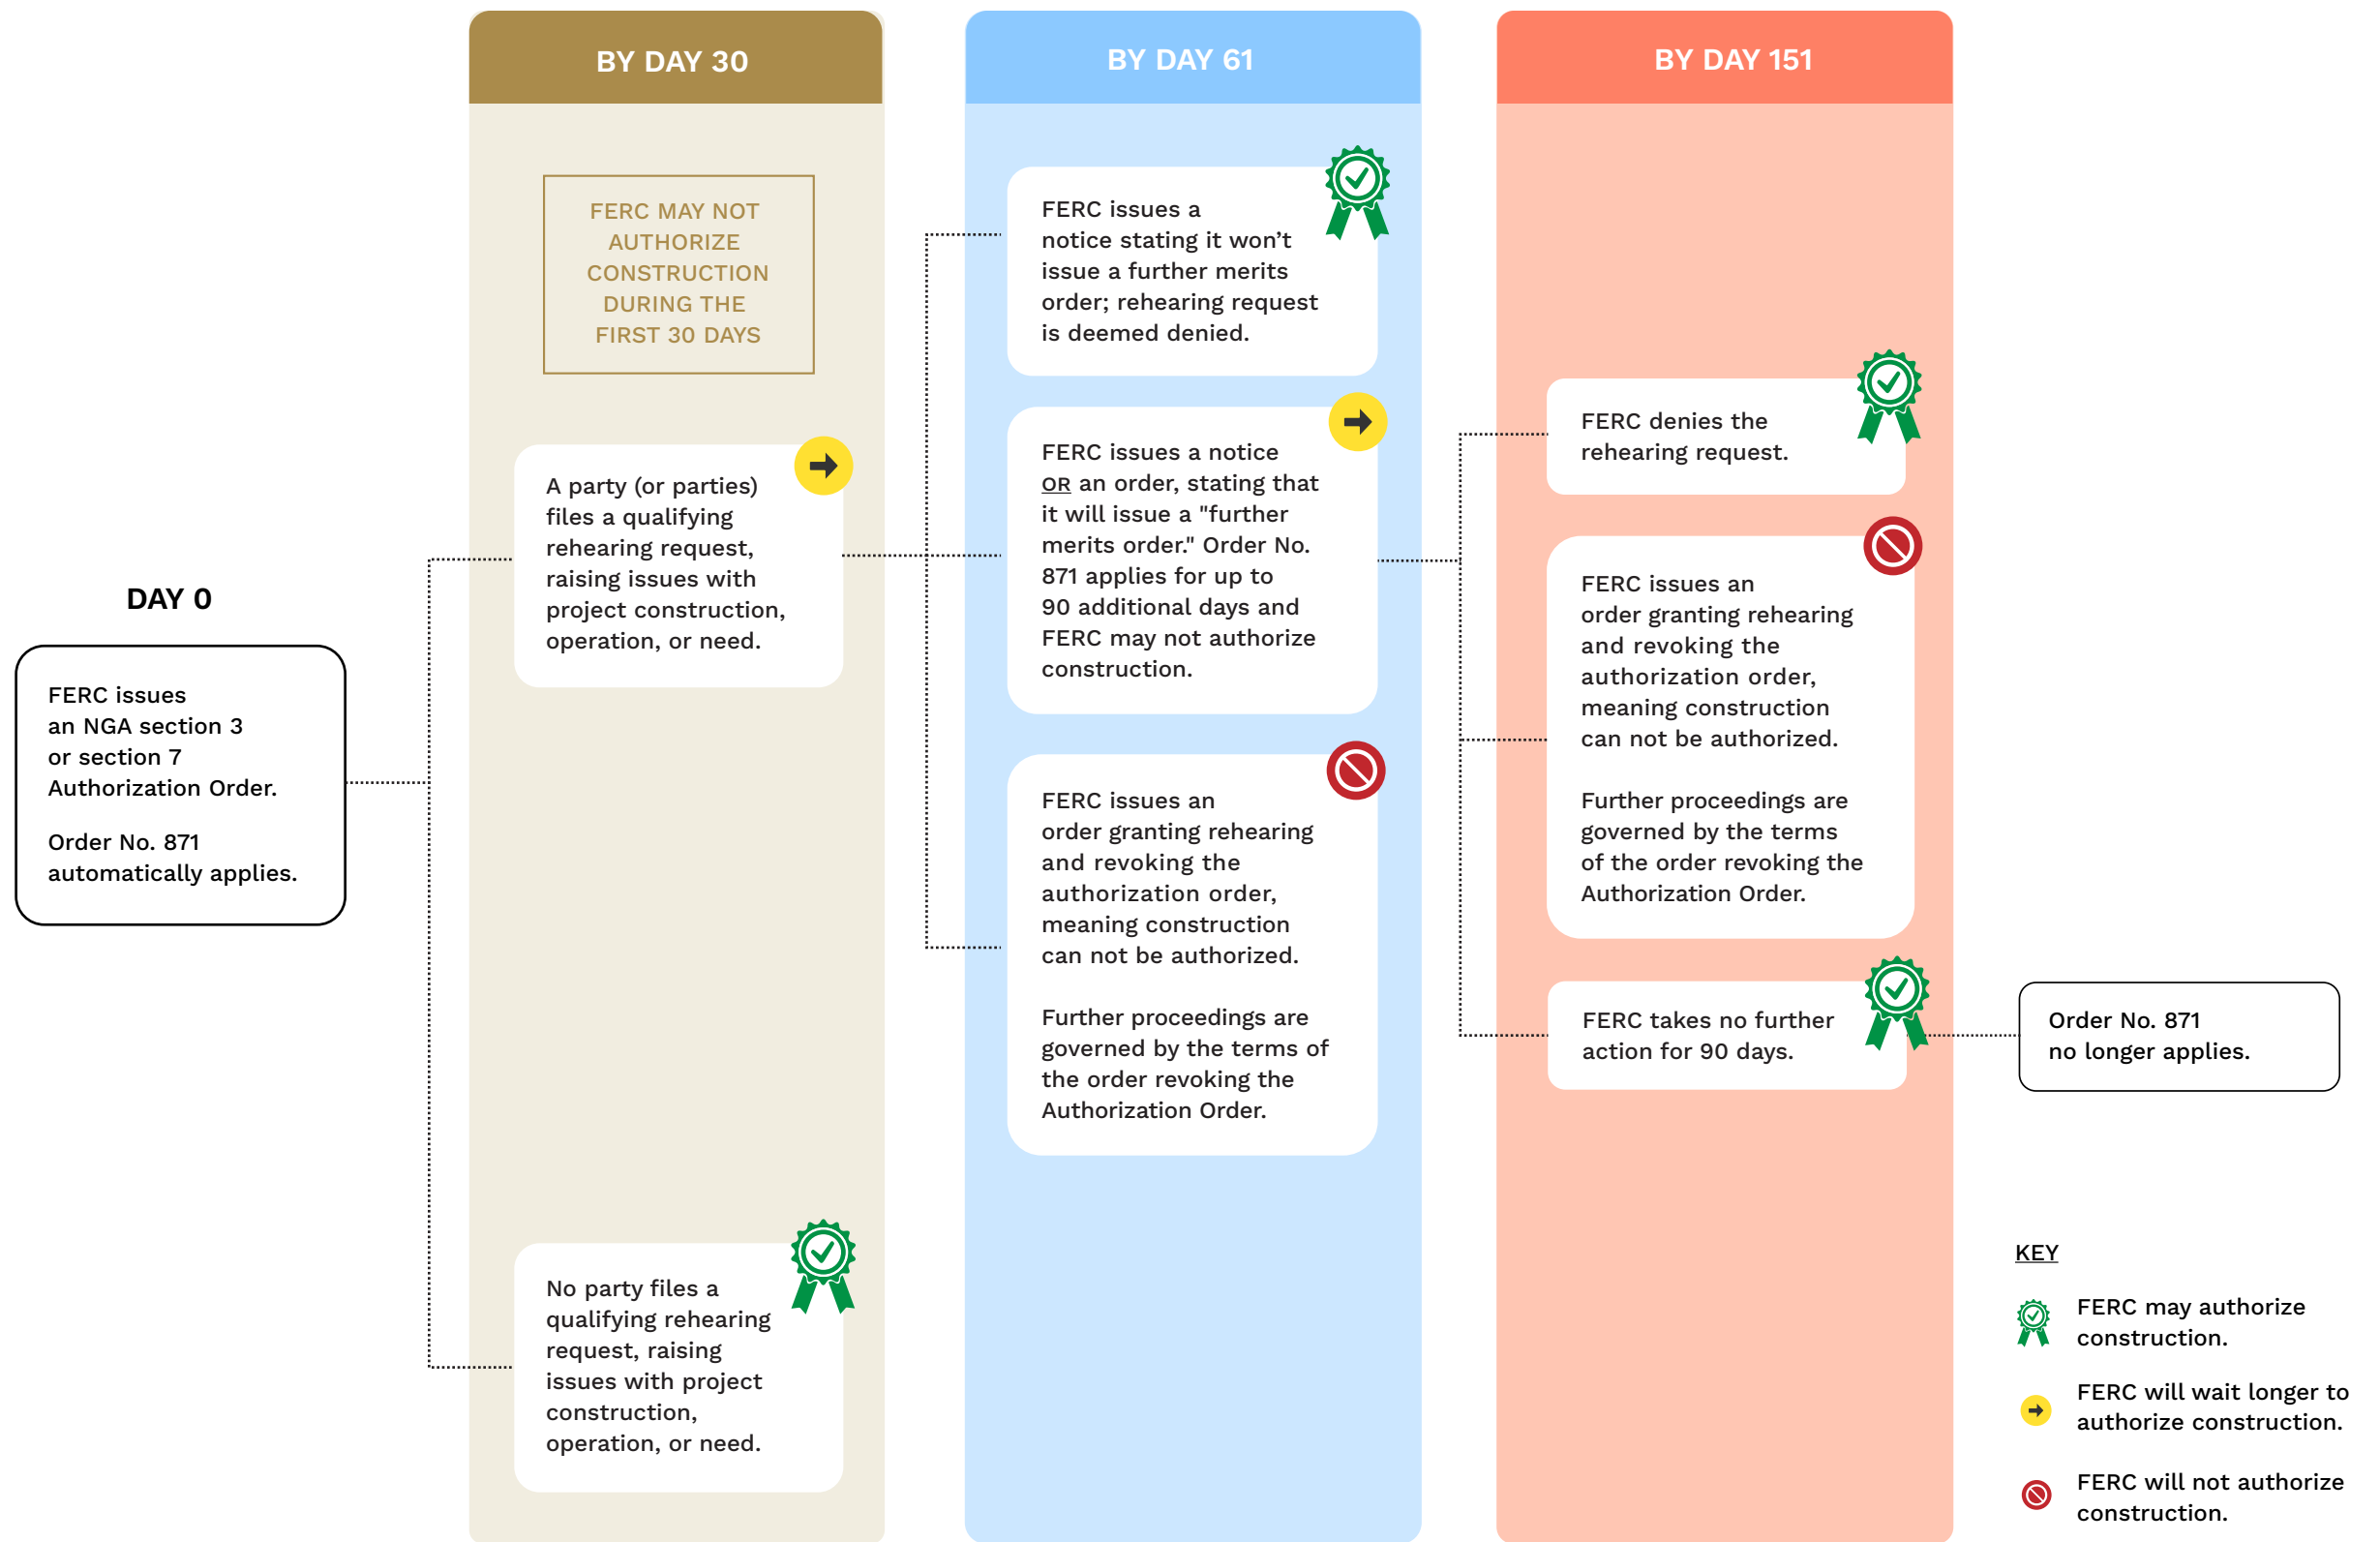 DAY 0
FERC issues
an NGA section 3
or section 7
Authorization Order.
Order No. 871
automatically applies.
BY DAY 30
FERC MAY NOT
AUTHORIZE
CONSTRUCTION
DURING THE
FIRST 30 DAYS
A party (or parties)
files a qualifying
rehearing request,
raising issues with
project construction,
operation, or need.
No party files a
qualifying rehearing
request, raising
issues with project
construction,
operation, or need.
BY DAY 61
FERC issues a
notice stating it won’t
issue a further merits
order; rehearing request
is deemed denied.
FERC issues a notice
OR an order, stating that
it will issue a "further
merits order." Order No.
871 applies for up to
90 additional days and
FERC may not authorize
construction.
FERC issues an
order granting rehearing
and revoking the
authorization order,
meaning construction
can not be authorized.
Further proceedings are
governed by the terms of
the order revoking the
Authorization Order.
BY DAY 151
FERC denies the
rehearing request.
FERC issues an
order granting rehearing
and revoking the
authorization order,
meaning construction
can not be authorized.
Further proceedings are
governed by the terms
of the order revoking the
Authorization Order.
FERC takes no further
action for 90 days.
Order No. 871
no longer applies.
KEY
FERC may authorize
construction.
FERC will wait longer to
authorize construction.
FERC will not authorize
construction.